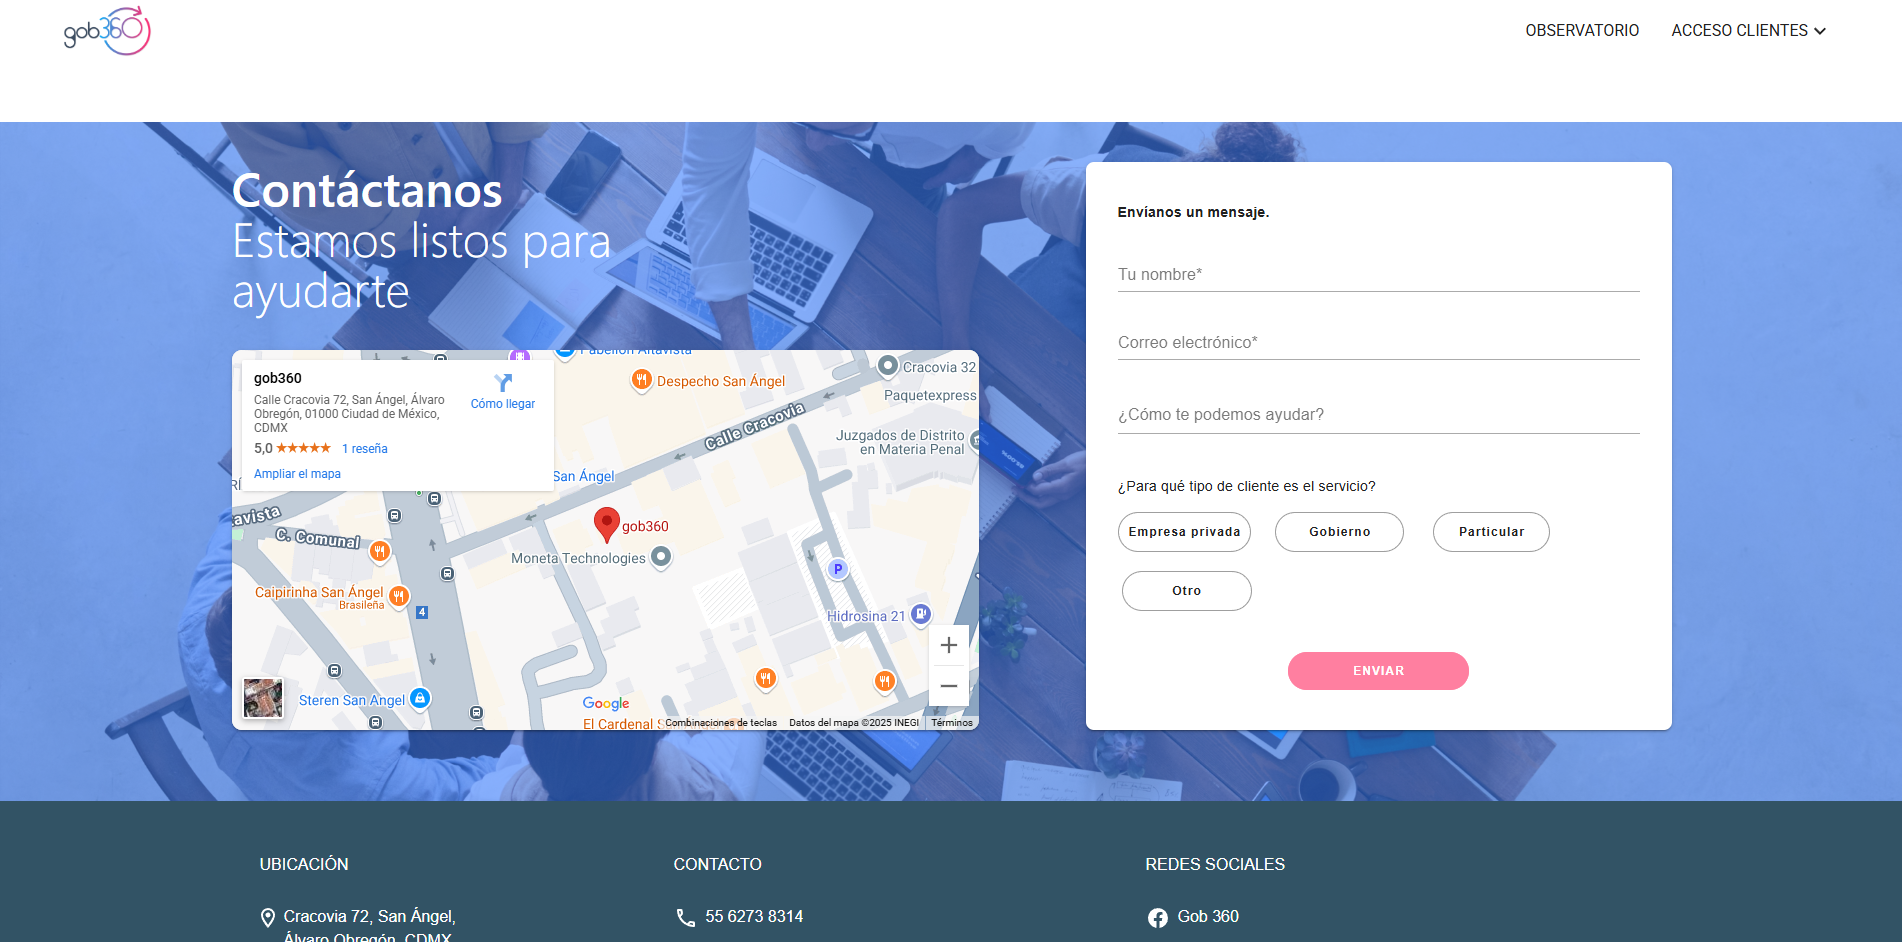 gob360
OBSERVATORIO
ACCESO CLIENTES
Contáctanos
Estamos listos para
ayudarte
gob360
Calle Cracovia 72, San Ángel, Álvaro
Obregón, 01000 Ciudad de México,
CDMX
Cómo llegar
5,0
1 reseña
Ampliar el mapa
Pabellón Altavista
Despecho San Ángel
Cracovia 32
Paquetexpress
Calle Cracovia
Juzgados de Distrito
en Materia Penal
San Ángel
gob360
C. Comunal
Moneta Technologies
P
Caipirinha San Ángel
Brasileña
4
Hidrosina 21
Steren San Angel
Google
El Cardenal
Combinaciones de teclas
Datos del mapa ©2025 INEGI
Términos
Envíanos un mensaje.
Tu nombre*
Correo electrónico*
¿Cómo te podemos ayudar?
¿Para qué tipo de cliente es el servicio?
Empresa privada
Gobierno
Particular
Otro
ENVIAR
UBICACIÓN
Cracovia 72, San Ángel,
Álvaro Obregón, CDMX
CONTACTO
55 6273 8314
REDES SOCIALES
Gob 360